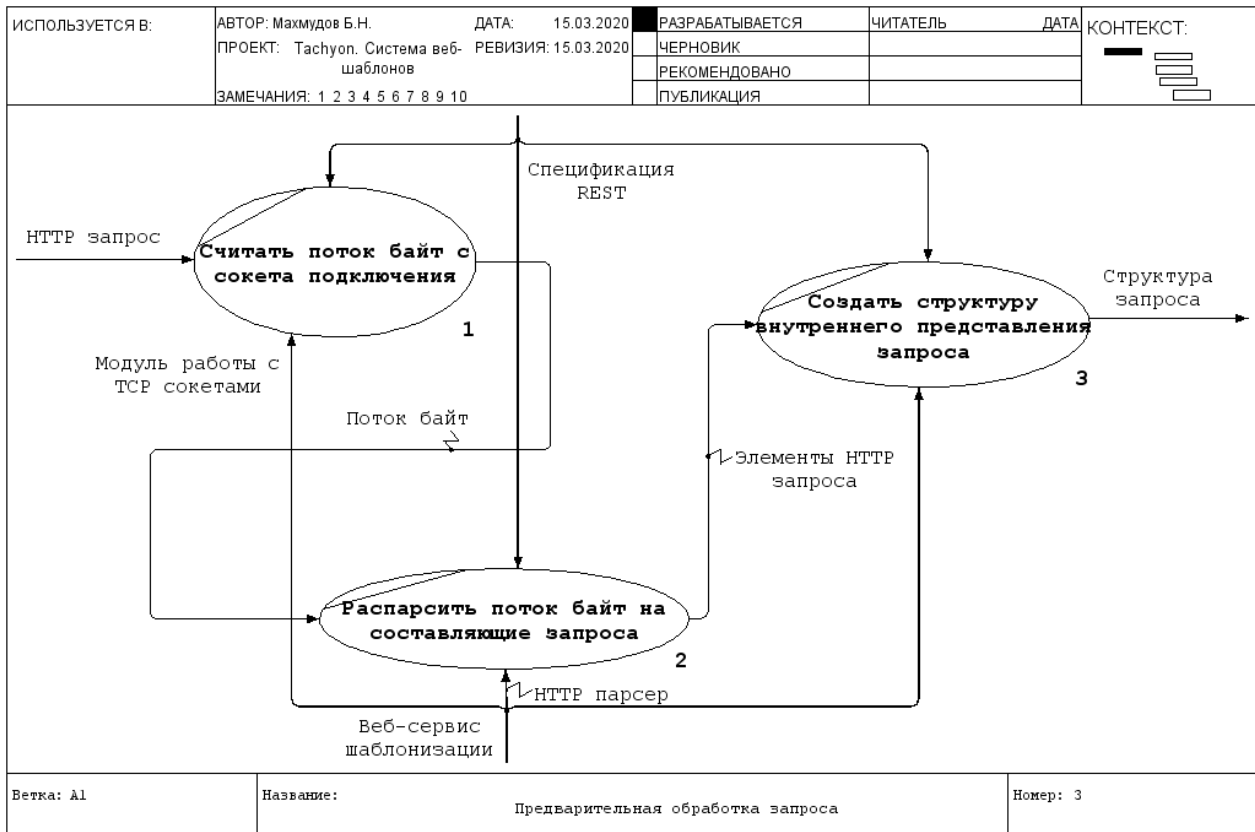 ИСПОЛЬЗУЕТСЯ В:
АВТОР: Махмудов Б.Н.
ДАТА: 15.03.2020
ПРОЕКТ: Tachyon. Система веб-
шаблонов
РЕВИЗИЯ: 15.03.2020
ЗАМЕЧАНИЯ: 1 2 3 4 5 6 7 8 9 10
РАЗРАБАТЫВАЕТСЯ
ЧЕРНОВИК
РЕКОМЕНДОВАНО
ПУБЛИКАЦИЯ
ЧИТАТЕЛЬ
ДАТА
КОНТЕКСТ:
Спецификация
REST
HTTP запрос
Считать поток байт с
сокета подключения
1
Структура
запроса
Создать структуру
внутреннего представления
запроса
3
Модуль работы с
TCP сокетами
Поток байт
Элементы HTTP
запроса
Распарсить поток байт на
составляющие запроса
2
HTTP парсер
Веб-сервис
шаблонизации
Ветка: A1
Название:
Предварительная обработка запроса
Номер: 3